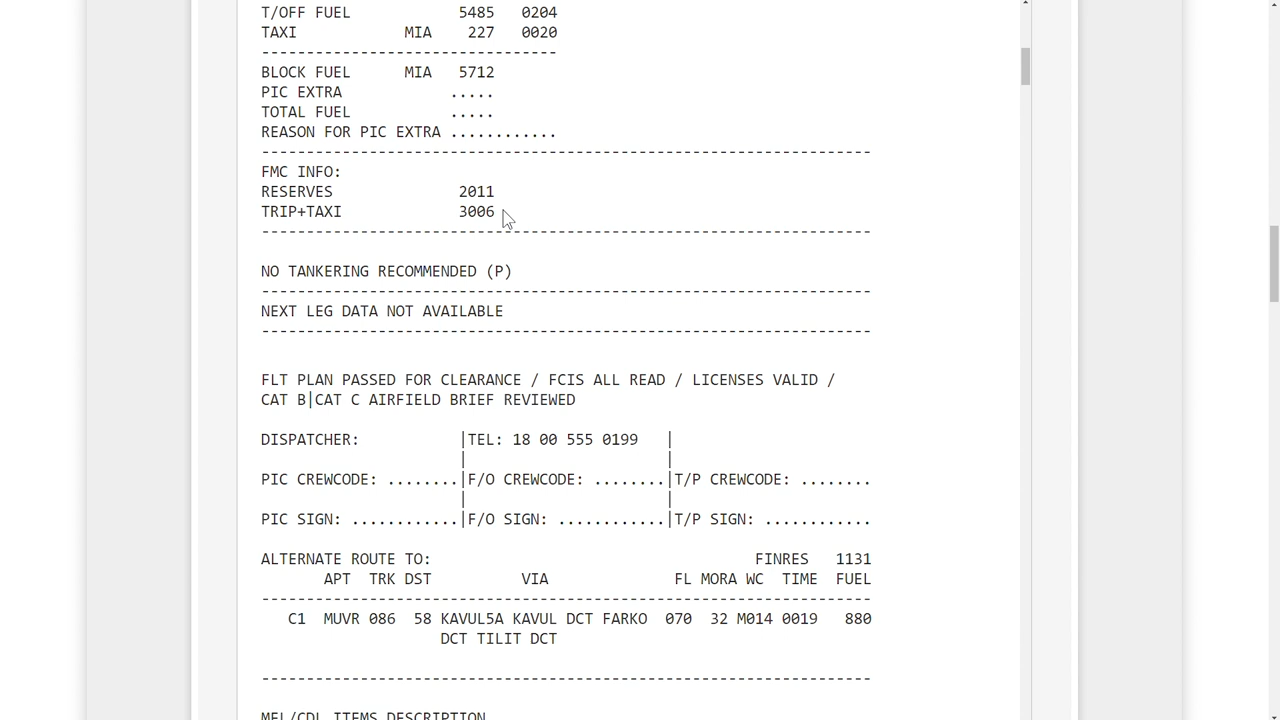 T/OFF FUEL            5485   0204
TAXI            MIA    227   0020
---------------------------------
BLOCK FUEL      MIA   5712
PIC EXTRA            .....
TOTAL FUEL           .....
REASON FOR PIC EXTRA ............
--------------------------------------------------------------------
FMC INFO:
RESERVES              2011
TRIP+TAXI             3006
--------------------------------------------------------------------
NO TANKERING RECOMMENDED (P)
--------------------------------------------------------------------
NEXT LEG DATA NOT AVAILABLE
--------------------------------------------------------------------
FLT PLAN PASSED FOR CLEARANCE / FCIS ALL READ / LICENSES VALID /
CAT B|CAT C AIRFIELD BRIEF REVIEWED
DISPATCHER:           |TEL: 18 00 555 0199   |
                      |                      |
PIC CREWCODE: ........|F/O CREWCODE: ........|T/P CREWCODE: ........
                      |                      |
PIC SIGN: ............|F/O SIGN: ............|T/P SIGN: ............
ALTERNATE ROUTE TO:                                    FINRES   1131
       APT  TRK DST          VIA              FL MORA WC  TIME  FUEL
--------------------------------------------------------------------
   C1  MUVR 086  58 KAVUL5A KAVUL DCT FARKO  070  32 M014 0019   880
                    DCT TILIT DCT
--------------------------------------------------------------------
MEL/CDL ITEMS DESCRIPTION